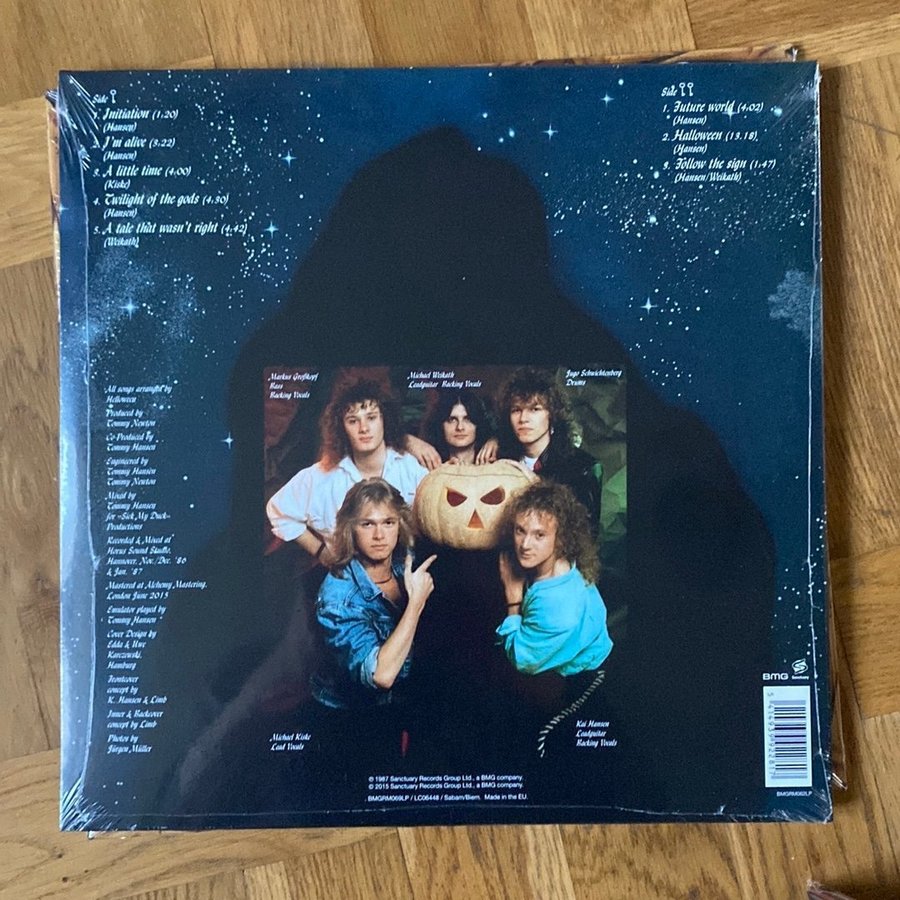 Side I
1. Initiation (1.20)
(Hansen)
2. I'm alive (3.22)
(Hansen)
3. A little time (4.00)
(Kiske)
4. Twilight of the gods (4.30)
(Hansen)
5. A tale that wasn't right (4.42)
(Weikath)
Side II
1. Future world (4.02)
(Hansen)
2. Halloween (13.18)
(Hansen)
3. Follow the sign (1.47)
(Hansen/Weikath)
Markus Großkopf
Bass
Backing Vocals
Michael Weikath
Leadguitar Backing Vocals
Ingo Schwichtenberg
Drums
All songs arranged by
Helloween
Produced by
Tommy Newton
Co-Produced by
Tommy Hansen
Engineered by
Tommy Hansen
Tommy Newton
Mixed by
Tommy Hansen
for »Sick My Duck«
Productions
Recorded & Mixed at
Horus Sound Studio,
Hannover, Nov./Dec. '86
& Jan. '87
Mastered at Alchemy Mastering,
London June 2015
Emulator played by
Tommy Hansen
Cover Design by
Edda & Uwe
Karczewski,
Hamburg
Frontcover
concept by
K. Hansen & Limb
Inner & Backcover
concept by Limb
Photos by
Jürgen Müller
Michael Kiske
Lead Vocals
Kai Hansen
Leadguitar
Backing Vocals
BMG Sanctuary
℗ 1987 Sanctuary Records Group Ltd., a BMG company.
© 2015 Sanctuary Records Group Ltd., a BMG company.
BMGRM069LP / LC06448 / Sabam/Biem. Made in the EU.